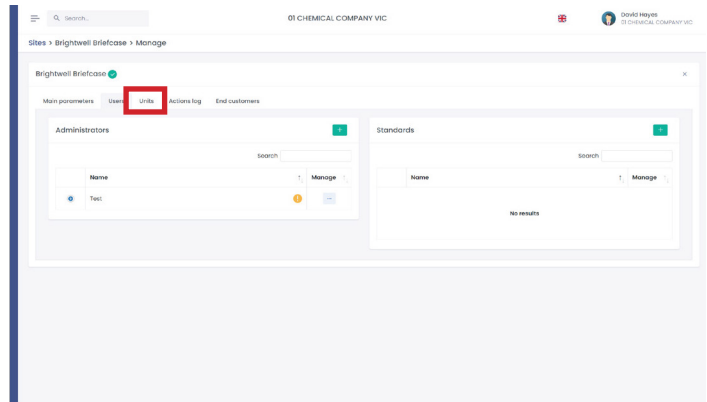 Search...
01 CHEMICAL COMPANY VIC
David Hayes
01 CHEMICAL COMPANY VIC
Sites > Brightwell Briefcase > Manage
Brightwell Briefcase
×
Main parameters Users Units Actions log End customers
Administrators
+
Search
Name Manage
Test ! ...
Standards
+
Search
Name Manage
No results